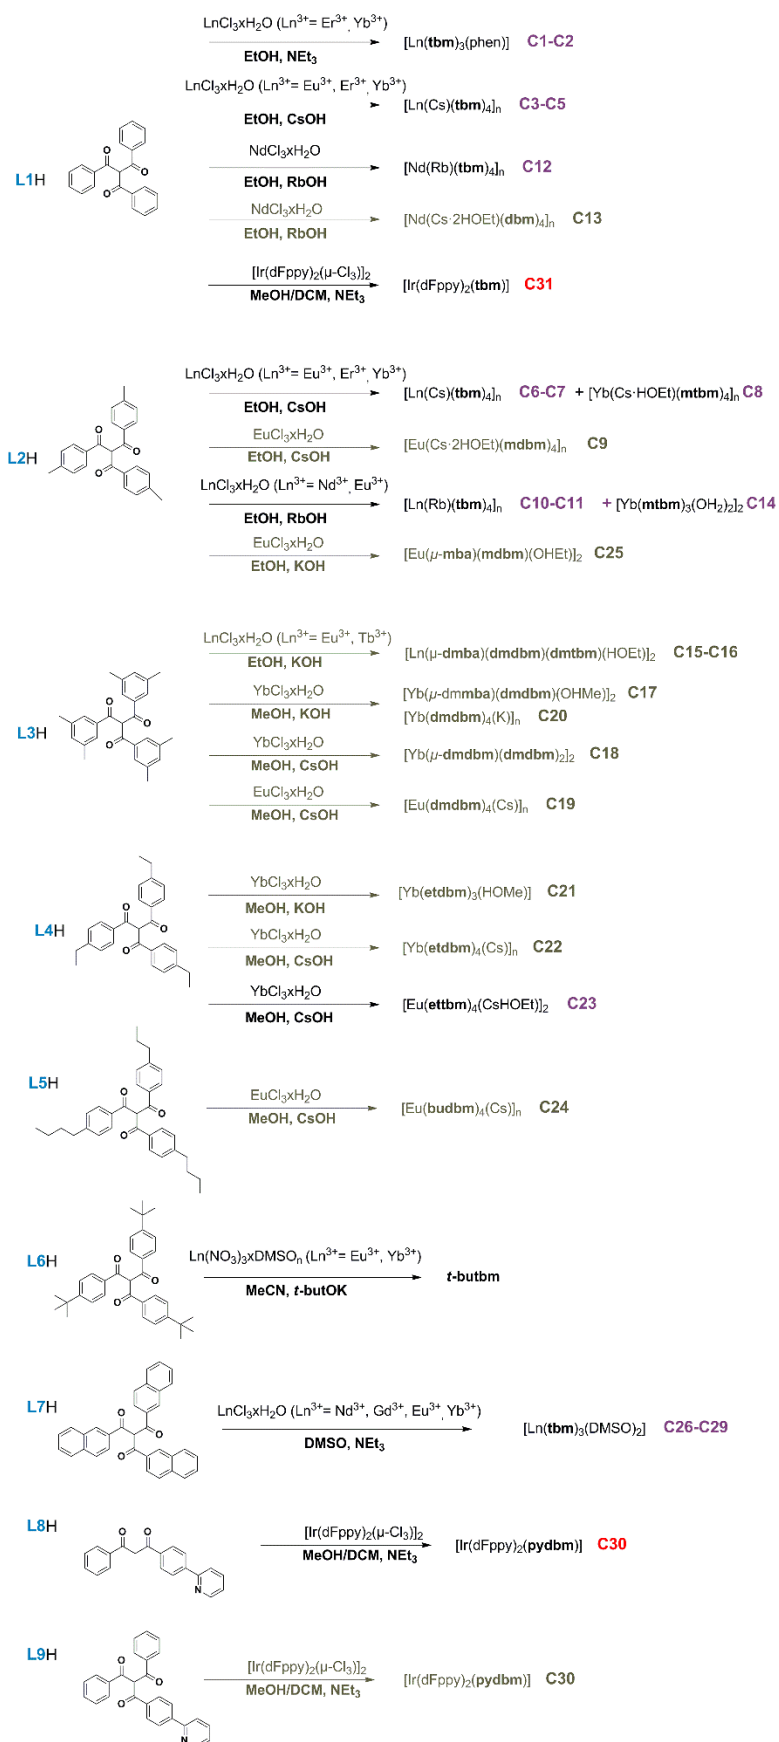 LnCl3xH2O (Ln3+= Er3+, Yb3+)
EtOH, NEt3
[Ln(tbm)3(phen)] C1-C2
LnCl3xH2O (Ln3+= Eu3+, Er3+, Yb3+)
EtOH, CsOH
[Ln(Cs)(tbm)4]n C3-C5
L1H
O
O
O
NdCl3xH2O
EtOH, RbOH
[Nd(Rb)(tbm)4]n C12
NdCl3xH2O
EtOH, RbOH
[Nd(Cs·2HOEt)(dbm)4]n C13
[Ir(dFppy)2(μ-Cl3)]2
MeOH/DCM, NEt3
[Ir(dFppy)2(tbm)] C31
LnCl3xH2O (Ln3+= Eu3+, Er3+, Yb3+)
EtOH, CsOH
[Ln(Cs)(tbm)4]n C6-C7 + [Yb(Cs·HOEt)(mtbm)4]n C8
L2H
O
O
O
EuCl3xH2O
EtOH, CsOH
[Eu(Cs·2HOEt)(mdbm)4]n C9
LnCl3xH2O (Ln3+= Nd3+, Eu3+)
EtOH, RbOH
[Ln(Rb)(tbm)4]n C10-C11 + [Yb(mtbm)3(OH2)2]2 C14
EuCl3xH2O
EtOH, KOH
[Eu(μ-mba)(mdbm)(OHEt)]2 C25
LnCl3xH2O (Ln3+= Eu3+, Tb3+)
EtOH, KOH
[Ln(μ-dmba)(dmdbm)(dmtbm)(HOEt)]2 C15-C16
L3H
O
O
O
YbCl3xH2O
MeOH, KOH
[Yb(μ-dmmba)(dmdbm)(OHMe)]2 C17
[Yb(dmdbm)4(K)]n C20
YbCl3xH2O
MeOH, CsOH
[Yb(μ-dmdbm)(dmdbm)2]2 C18
EuCl3xH2O
MeOH, CsOH
[Eu(dmdbm)4(Cs)]n C19
L4H
O
O
O
YbCl3xH2O
MeOH, KOH
[Yb(etdbm)3(HOMe)] C21
YbCl3xH2O
MeOH, CsOH
[Yb(etdbm)4(Cs)]n C22
YbCl3xH2O
MeOH, CsOH
[Eu(ettbm)4(CsHOEt)]2 C23
L5H
O
O
O
EuCl3xH2O
MeOH, CsOH
[Eu(budbm)4(Cs)]n C24
L6H
O
O
O
Ln(NO3)3xDMSOn (Ln3+= Eu3+, Yb3+)
MeCN, t-butOK
t-butbm
L7H
O
O
O
LnCl3xH2O (Ln3+= Nd3+, Gd3+, Eu3+, Yb3+)
DMSO, NEt3
[Ln(tbm)3(DMSO)2] C26-C29
L8H
O
O
N
[Ir(dFppy)2(μ-Cl3)]2
MeOH/DCM, NEt3
[Ir(dFppy)2(pydbm)] C30
L9H
O
O
O
N
[Ir(dFppy)2(μ-Cl3)]2
MeOH/DCM, NEt3
[Ir(dFppy)2(pydbm)] C30